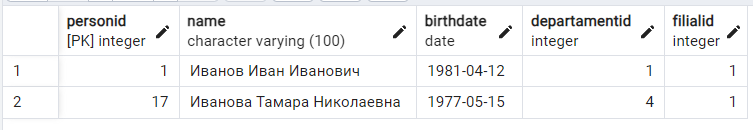 personid name birthdate departamentid filialid
[PK] integer character varying (100) date integer integer
1 1 Иванов Иван Иванович 1981-04-12 1 1
2 17 Иванова Тамара Николаевна 1977-05-15 4 1